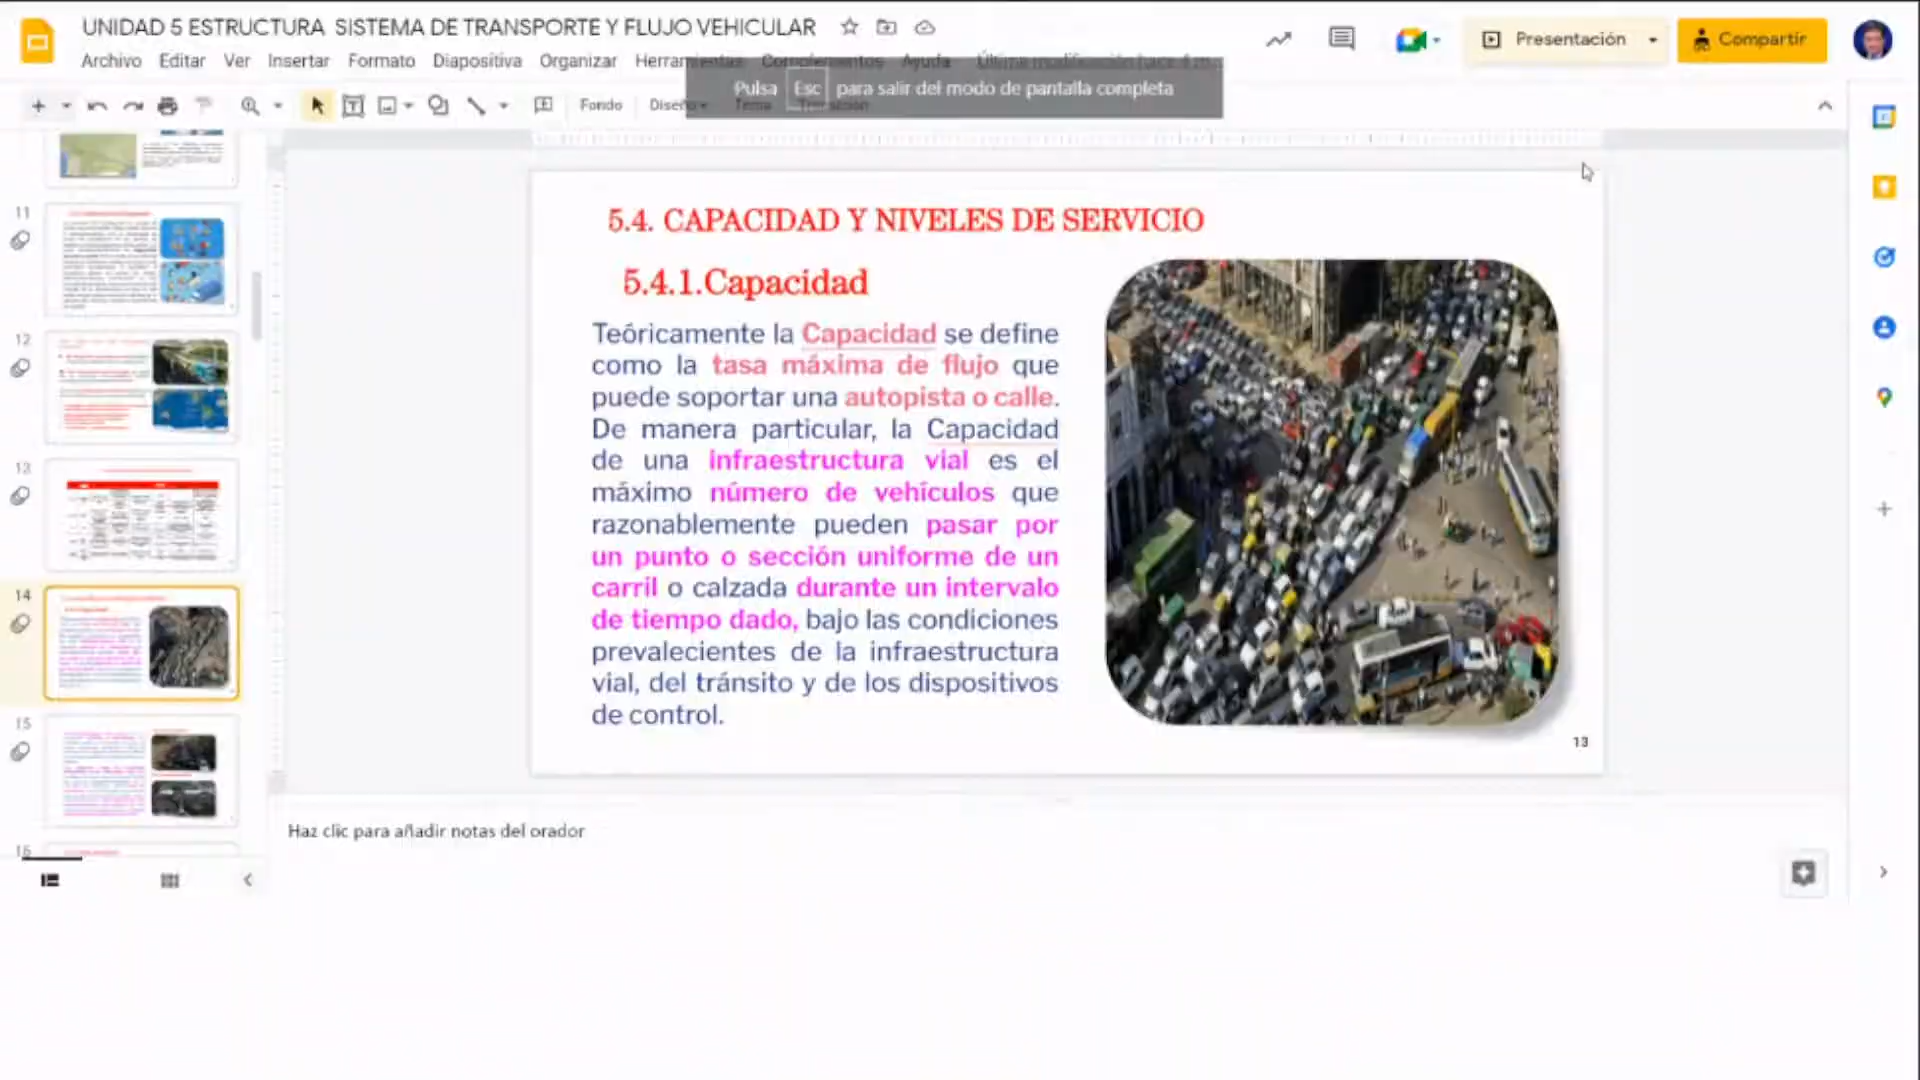 UNIDAD 5 ESTRUCTURA SISTEMA DE TRANSPORTE Y FLUJO VEHICULAR
Archivo Editar Ver Insertar Formato Diapositiva Organizar Herramientas Complementos Ayuda
Presentación
Compartir
Pulsa Esc para salir del modo de pantalla completa
Fondo Diseño Tema Transición
11
12
13
14
15
16
5.4. CAPACIDAD Y NIVELES DE SERVICIO
5.4.1.Capacidad
Teóricamente la Capacidad se define
como la tasa máxima de flujo que
puede soportar una autopista o calle.
De manera particular, la Capacidad
de una infraestructura vial es el
máximo número de vehículos que
razonablemente pueden pasar por
un punto o sección uniforme de un
carril o calzada durante un intervalo
de tiempo dado, bajo las condiciones
prevalecientes de la infraestructura
vial, del tránsito y de los dispositivos
de control.
13
Haz clic para añadir notas del orador